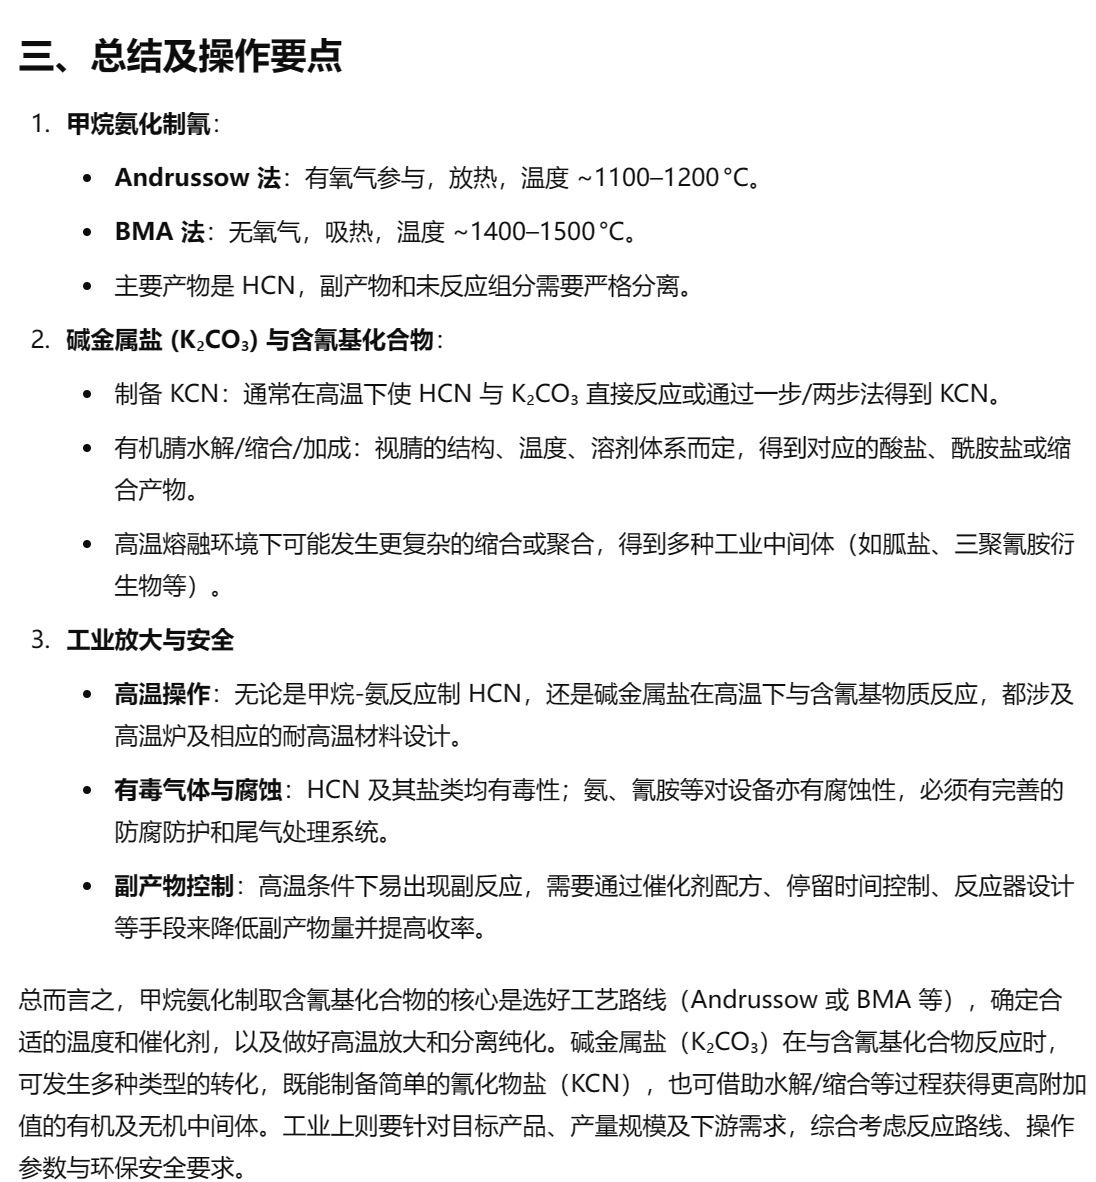 三、总结及操作要点
1. 甲烷氨化制氰：
• Andrussow 法：有氧气参与，放热，温度 ~1100–1200 °C。
• BMA 法：无氧气，吸热，温度 ~1400–1500 °C。
• 主要产物是 HCN，副产物和未反应组分需要严格分离。
2. 碱金属盐 (K₂CO₃) 与含氰基化合物：
• 制备 KCN：通常在高温下使 HCN 与 K₂CO₃ 直接反应或通过一步/两步法得到 KCN。
• 有机腈水解/缩合/加成：视腈的结构、温度、溶剂体系而定，得到对应的酸盐、酰胺盐或缩
合产物。
• 高温熔融环境下可能发生更复杂的缩合或聚合，得到多种工业中间体（如胍盐、三聚氰胺衍
生物等）。
3. 工业放大与安全
• 高温操作：无论是甲烷-氨反应制 HCN，还是碱金属盐在高温下与含氰基物质反应，都涉及
高温炉及相应的耐高温材料设计。
• 有毒气体与腐蚀：HCN 及其盐类均有毒性；氨、氰胺等对设备亦有腐蚀性，必须有完善的
防腐防护和尾气处理系统。
• 副产物控制：高温条件下易出现副反应，需要通过催化剂配方、停留时间控制、反应器设计
等手段来降低副产物量并提高收率。
总而言之，甲烷氨化制取含氰基化合物的核心是选好工艺路线（Andrussow 或 BMA 等），确定合
适的温度和催化剂，以及做好高温放大和分离纯化。碱金属盐（K₂CO₃）在与含氰基化合物反应时，
可发生多种类型的转化，既能制备简单的氰化物盐（KCN），也可借助水解/缩合等过程获得更高附加
值的有机及无机中间体。工业上则要针对目标产品、产量规模及下游需求，综合考虑反应路线、操作
参数与环保安全要求。